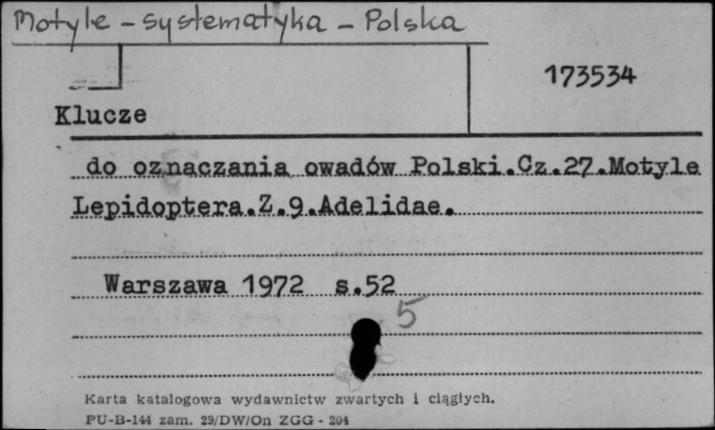 Motyle - systematyka - Polska
173534
Klucze
do oznaczania owadów Polski.Cz.27.Motyle
Lepidoptera.Z.9.Adelidae.
Warszawa 1972 s.52
5
Karta katalogowa wydawnictw zwartych i ciągłych.
PU-B-144 zam. 29/DW/On ZGG - 204